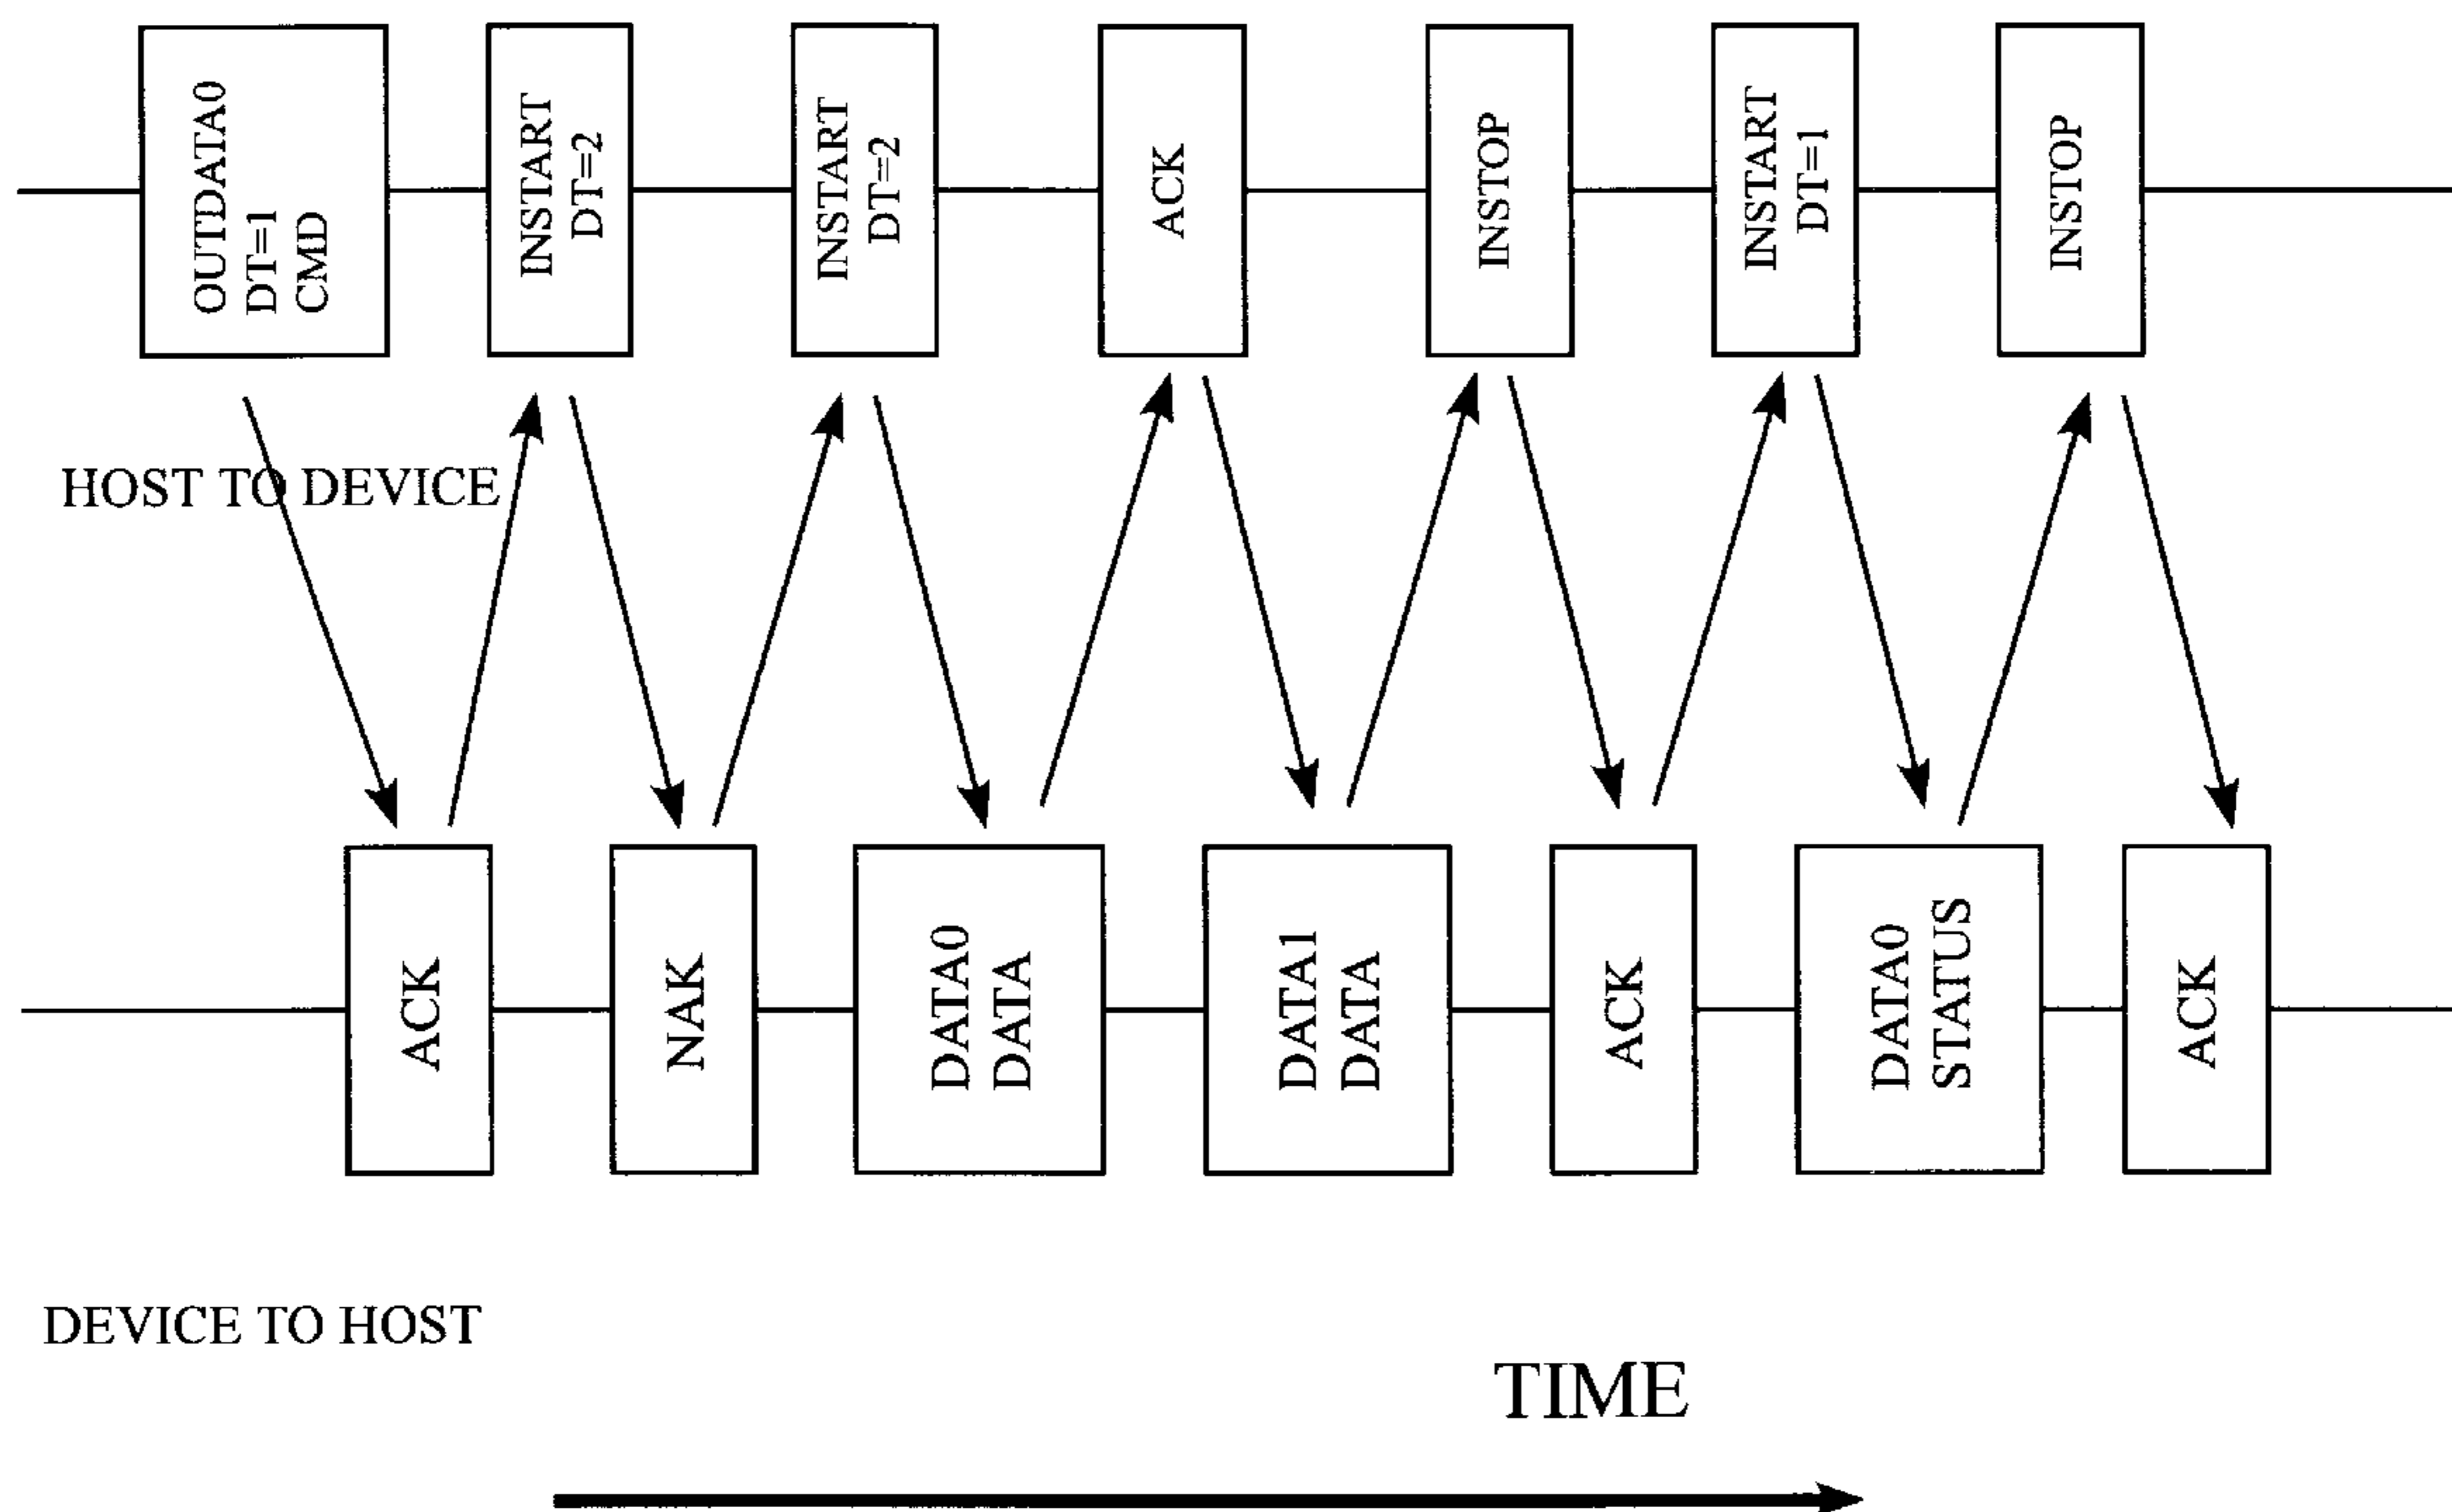 OUTDATA0
DT=1
CMD
INSTART
DT=2
INSTART
DT=2
ACK
INSTOP
INSTART
DT=1
INSTOP
HOST TO DEVICE
ACK
NAK
DATA0
DATA
DATA1
DATA
ACK
DATA0
STATUS
ACK
DEVICE TO HOST
TIME